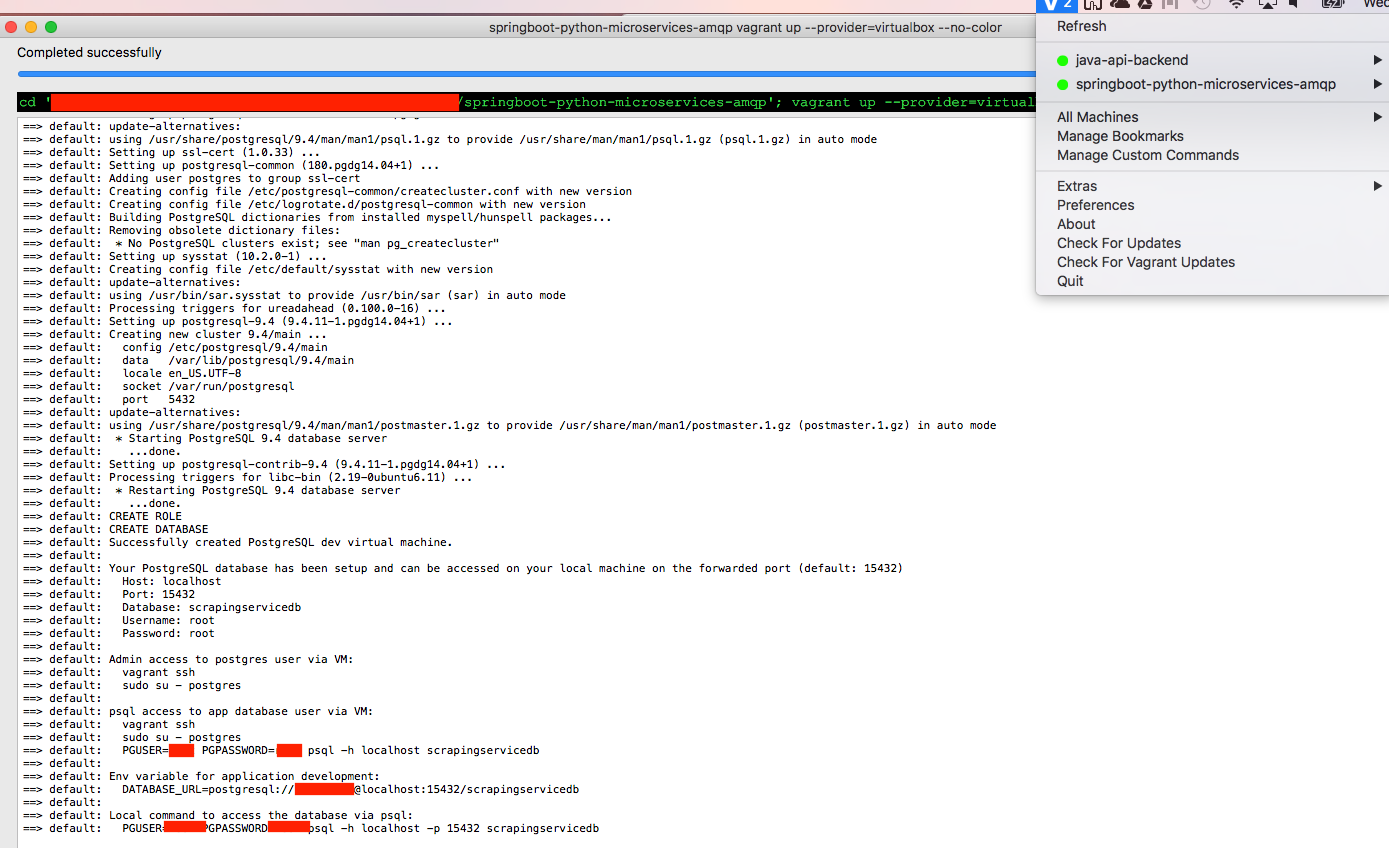 V 2
Wed
springboot-python-microservices-amqp vagrant up --provider=virtualbox --no-color
Completed successfully
cd '/springboot-python-microservices-amqp'; vagrant up --provider=virtual
==> default: update-alternatives:
==> default: using /usr/share/postgresql/9.4/man/man1/psql.1.gz to provide /usr/share/man/man1/psql.1.gz (psql.1.gz) in auto mode
==> default: Setting up ssl-cert (1.0.33) ...
==> default: Setting up postgresql-common (180.pgdg14.04+1) ...
==> default: Adding user postgres to group ssl-cert
==> default: Creating config file /etc/postgresql-common/createcluster.conf with new version
==> default: Creating config file /etc/logrotate.d/postgresql-common with new version
==> default: Building PostgreSQL dictionaries from installed myspell/hunspell packages...
==> default: Removing obsolete dictionary files:
==> default:  * No PostgreSQL clusters exist; see "man pg_createcluster"
==> default: Setting up sysstat (10.2.0-1) ...
==> default: Creating config file /etc/default/sysstat with new version
==> default: update-alternatives:
==> default: using /usr/bin/sar.sysstat to provide /usr/bin/sar (sar) in auto mode
==> default: Processing triggers for ureadahead (0.100.0-16) ...
==> default: Setting up postgresql-9.4 (9.4.11-1.pgdg14.04+1) ...
==> default: Creating new cluster 9.4/main ...
==> default:   config /etc/postgresql/9.4/main
==> default:   data   /var/lib/postgresql/9.4/main
==> default:   locale en_US.UTF-8
==> default:   socket /var/run/postgresql
==> default:   port   5432
==> default: update-alternatives:
==> default: using /usr/share/postgresql/9.4/man/man1/postmaster.1.gz to provide /usr/share/man/man1/postmaster.1.gz (postmaster.1.gz) in auto mode
==> default:  * Starting PostgreSQL 9.4 database server
==> default:    ...done.
==> default: Setting up postgresql-contrib-9.4 (9.4.11-1.pgdg14.04+1) ...
==> default: Processing triggers for libc-bin (2.19-0ubuntu6.11) ...
==> default:  * Restarting PostgreSQL 9.4 database server
==> default:    ...done.
==> default: CREATE ROLE
==> default: CREATE DATABASE
==> default: Successfully created PostgreSQL dev virtual machine.
==> default:
==> default: Your PostgreSQL database has been setup and can be accessed on your local machine on the forwarded port (default: 15432)
==> default:   Host: localhost
==> default:   Port: 15432
==> default:   Database: scrapingservicedb
==> default:   Username: root
==> default:   Password: root
==> default:
==> default: Admin access to postgres user via VM:
==> default:   vagrant ssh
==> default:   sudo su - postgres
==> default:
==> default: psql access to app database user via VM:
==> default:   vagrant ssh
==> default:   sudo su - postgres
==> default:   PGUSER= PGPASSWORD= psql -h localhost scrapingservicedb
==> default:
==> default: Env variable for application development:
==> default:   DATABASE_URL=postgresql://@localhost:15432/scrapingservicedb
==> default:
==> default: Local command to access the database via psql:
==> default:   PGUSER= PGPASSWORD psql -h localhost -p 15432 scrapingservicedb
Refresh
java-api-backend
springboot-python-microservices-amqp
All Machines
Manage Bookmarks
Manage Custom Commands
Extras
Preferences
About
Check For Updates
Check For Vagrant Updates
Quit